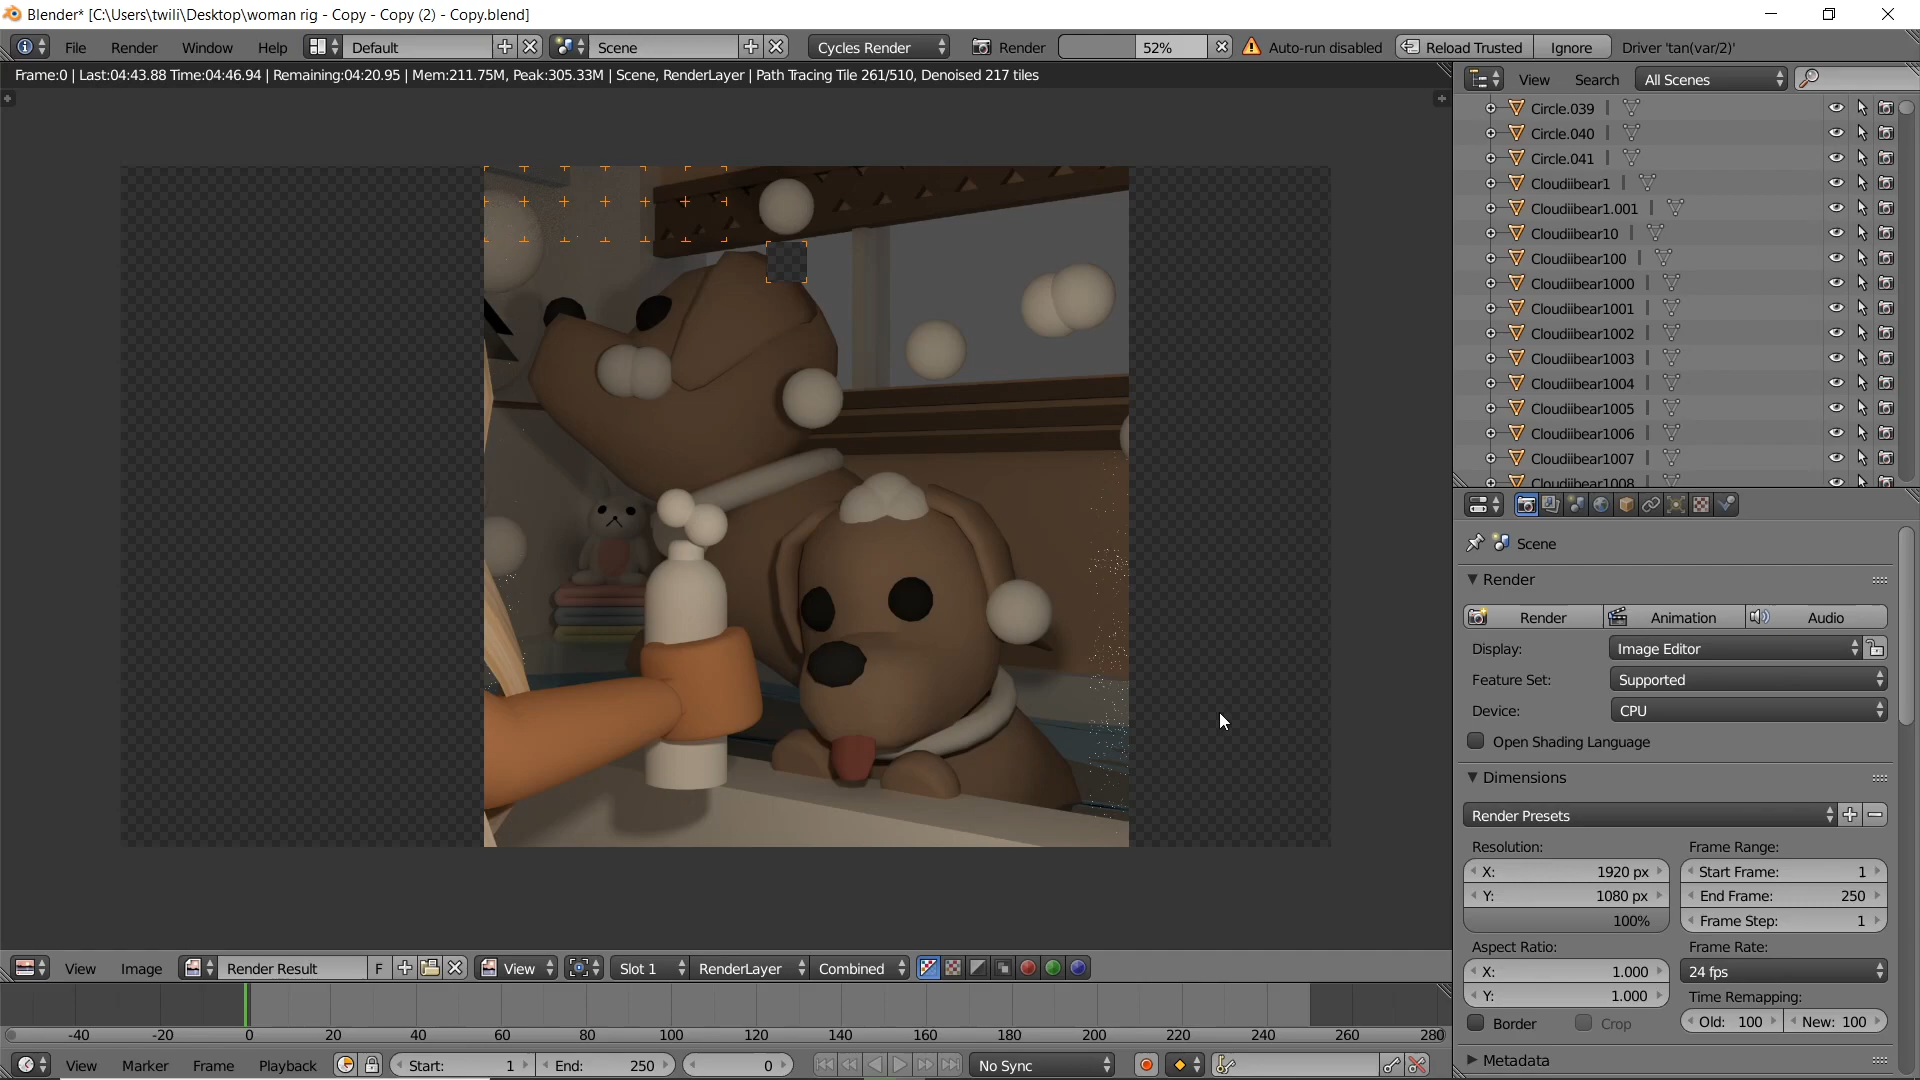 Blender* [C:\Users\twili\Desktop\woman rig - Copy - Copy (2) - Copy.blend]
File Render Window Help Default Scene Cycles Render Render 52% Auto-run disabled Reload Trusted Ignore Driver 'tan(var/2)'
Frame:0 | Last:04:43.88 Time:04:46.94 | Remaining:04:20.95 | Mem:211.75M, Peak:305.33M | Scene, RenderLayer | Path Tracing Tile 261/510, Denoised 217 tiles
View Search All Scenes
Circle.039
Circle.040
Circle.041
Cloudiibear1
Cloudiibear1.001
Cloudiibear10
Cloudiibear100
Cloudiibear1000
Cloudiibear1001
Cloudiibear1002
Cloudiibear1003
Cloudiibear1004
Cloudiibear1005
Cloudiibear1006
Cloudiibear1007
Cloudiibear1008
Scene
Render
Render Animation Audio
Display: Image Editor
Feature Set: Supported
Device: CPU
Open Shading Language
Dimensions
Render Presets
Resolution: Frame Range:
X: 1920 px Start Frame: 1
Y: 1080 px End Frame: 250
100% Frame Step: 1
Aspect Ratio: Frame Rate:
X: 1.000 24 fps
Y: 1.000 Time Remapping:
Border Crop Old: 100 New: 100
Metadata
View Image Render Result F View Slot 1 RenderLayer Combined
-40 -20 0 20 40 60 80 100 120 140 160 180 200 220 240 260 280
View Marker Frame Playback Start: 1 End: 250 0 No Sync